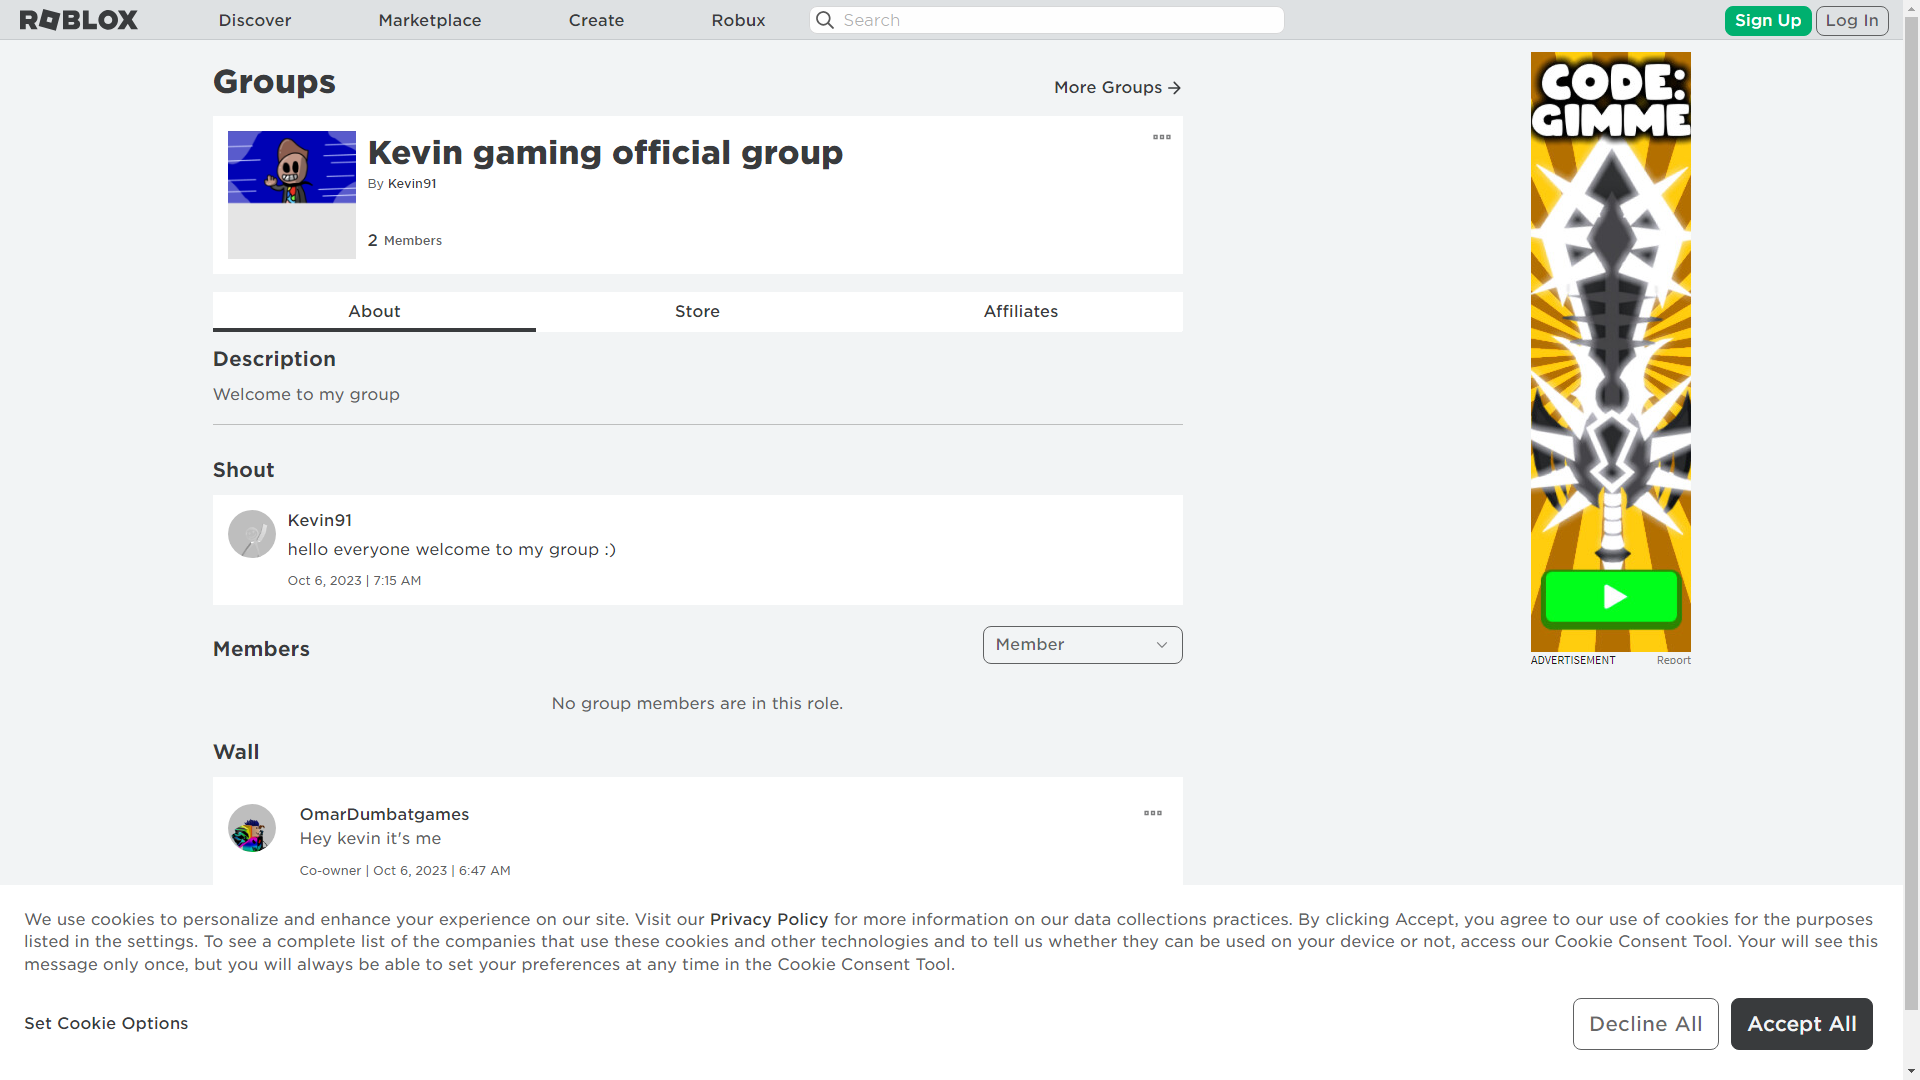 ROBLOX
Discover
Marketplace
Create
Robux
Search
Sign Up
Log In
Groups
More Groups
Kevin gaming official group
By Kevin91
2 Members
About
Store
Affiliates
Description
Welcome to my group
Shout
Kevin91
hello everyone welcome to my group :)
Oct 6, 2023 | 7:15 AM
Members
Member
No group members are in this role.
Wall
OmarDumbatgames
Hey kevin it's me
Co-owner | Oct 6, 2023 | 6:47 AM
CODE:
GIMME
ADVERTISEMENT
Report
We use cookies to personalize and enhance your experience on our site. Visit our Privacy Policy for more information on our data collections practices. By clicking Accept, you agree to our use of cookies for the purposes
listed in the settings. To see a complete list of the companies that use these cookies and other technologies and to tell us whether they can be used on your device or not, access our Cookie Consent Tool. Your will see this
message only once, but you will always be able to set your preferences at any time in the Cookie Consent Tool.
Set Cookie Options
Decline All
Accept All